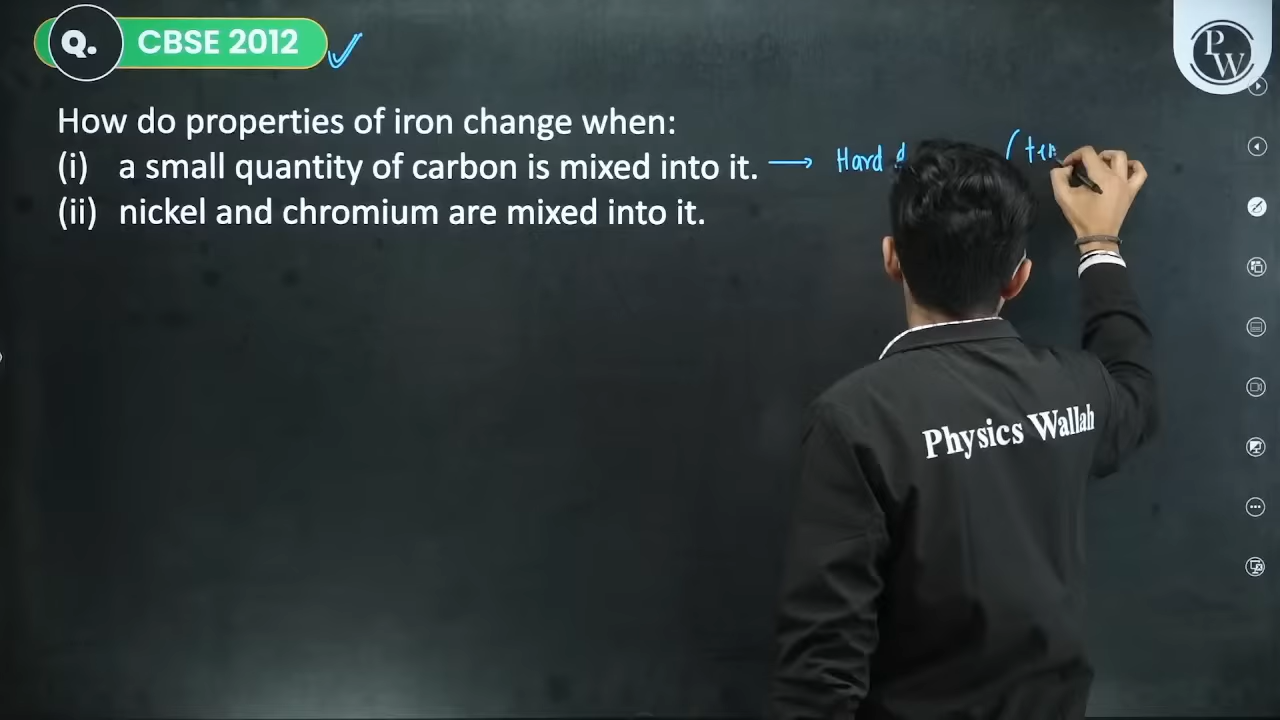 Q. CBSE 2012
How do properties of iron change when:
(i) a small quantity of carbon is mixed into it. → Hard
(ii) nickel and chromium are mixed into it.
PW
Physics Wallah